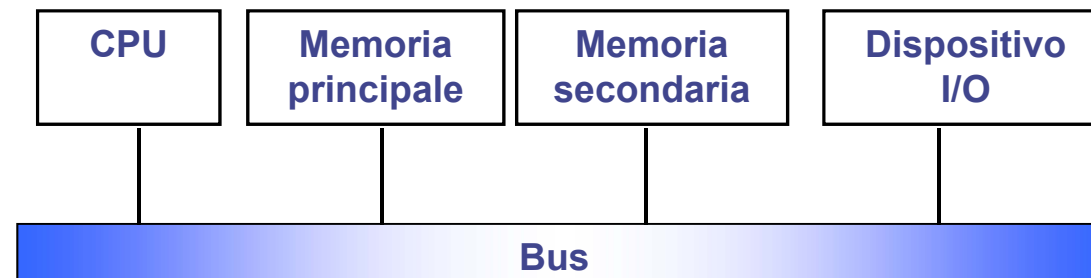 CPU
Memoria
principale
Memoria
secondaria
Dispositivo
I/O
Bus